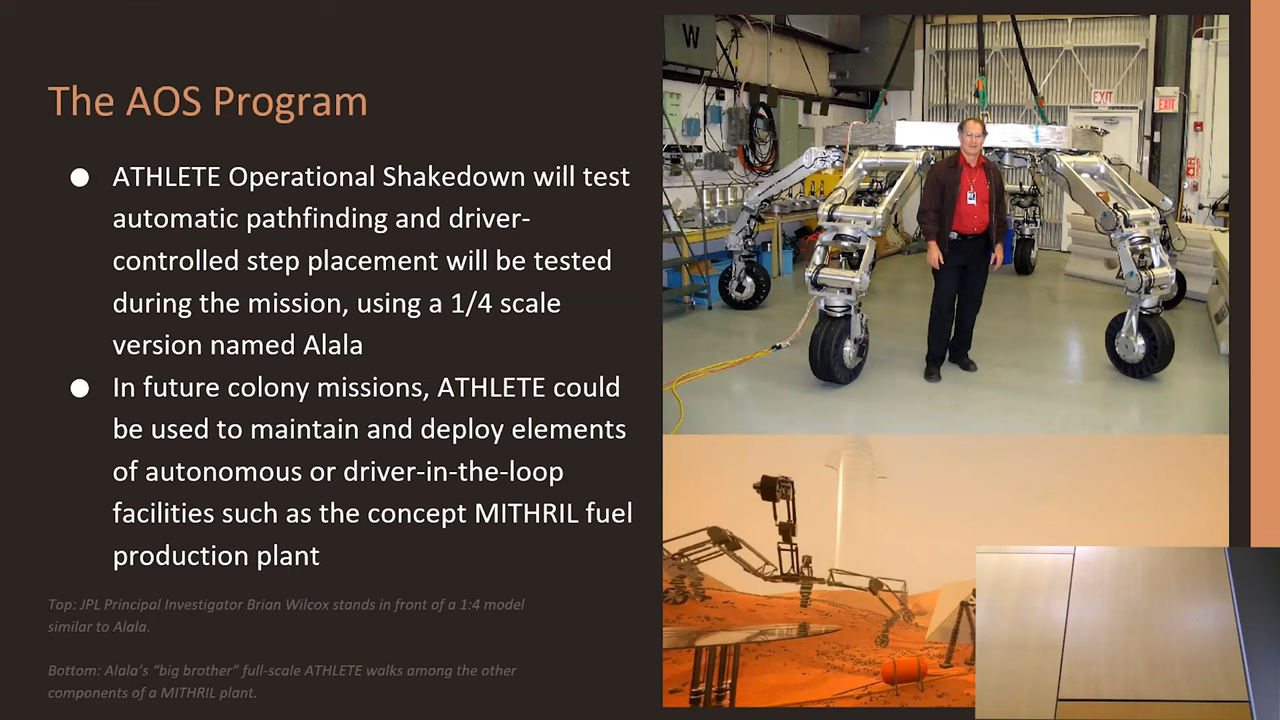 The AOS Program
● ATHLETE Operational Shakedown will test
automatic pathfinding and driver-
controlled step placement will be tested
during the mission, using a 1/4 scale
version named Alala
● In future colony missions, ATHLETE could
be used to maintain and deploy elements
of autonomous or driver-in-the-loop
facilities such as the concept MITHRIL fuel
production plant
Top: JPL Principal Investigator Brian Wilcox stands in front of a 1:4 model
similar to Alala.
Bottom: Alala's "big brother" full-scale ATHLETE walks among the other
components of a MITHRIL plant.
W
EXIT
EXIT